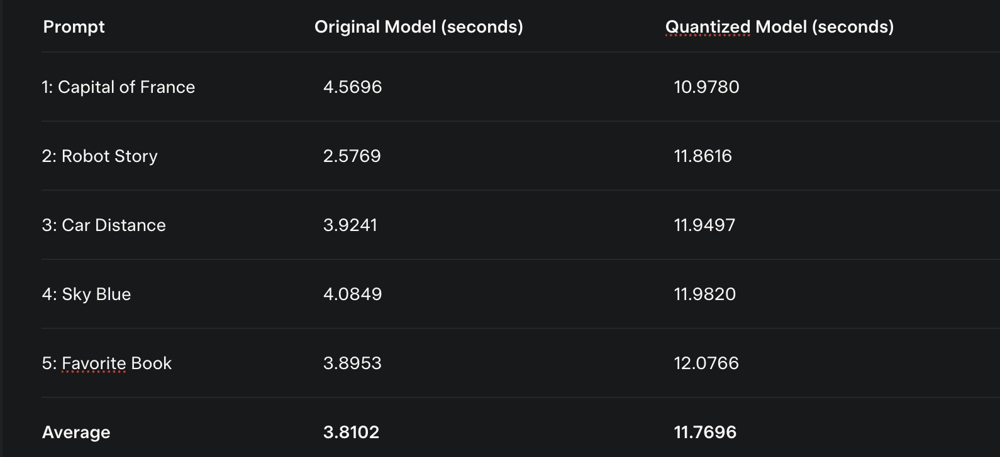 Prompt Original Model (seconds) Quantized Model (seconds)
1: Capital of France 4.5696 10.9780
2: Robot Story 2.5769 11.8616
3: Car Distance 3.9241 11.9497
4: Sky Blue 4.0849 11.9820
5: Favorite Book 3.8953 12.0766
Average 3.8102 11.7696